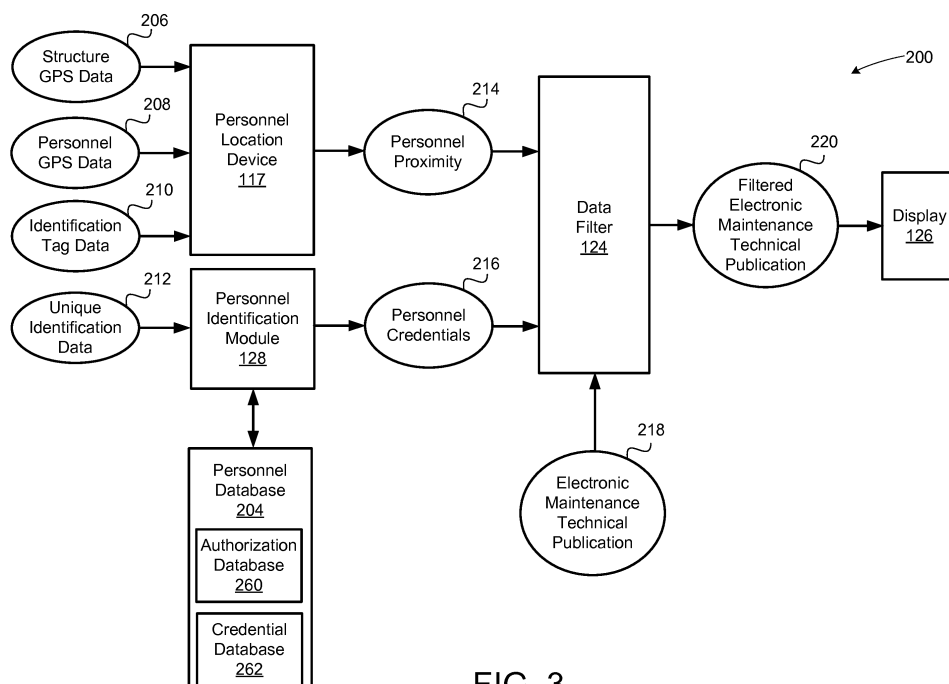 206
Structure
GPS Data
208
Personnel
GPS Data
210
Identification
Tag Data
212
Unique
Identification
Data
Personnel
Location
Device
117
Personnel
Identification
Module
128
Personnel
Database
204
Authorization
Database
260
Credential
Database
262
214
Personnel
Proximity
216
Personnel
Credentials
Data
Filter
124
218
Electronic
Maintenance
Technical
Publication
200
220
Filtered
Electronic
Maintenance
Technical
Publication
Display
126
FIG. 3